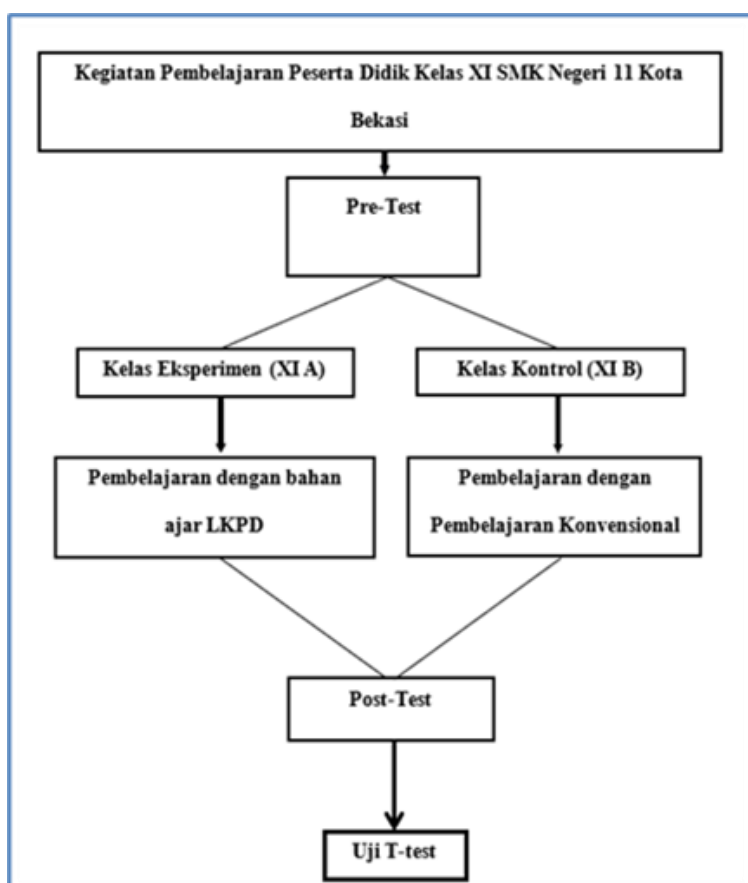 Kegiatan Pembelajaran Peserta Didik Kelas XI SMK Negeri 11 Kota
Bekasi
Pre-Test
Kelas Eksperimen (XI A)
Kelas Kontrol (XI B)
Pembelajaran dengan bahan
ajar LKPD
Pembelajaran dengan
Pembelajaran Konvensional
Post-Test
Uji T-test